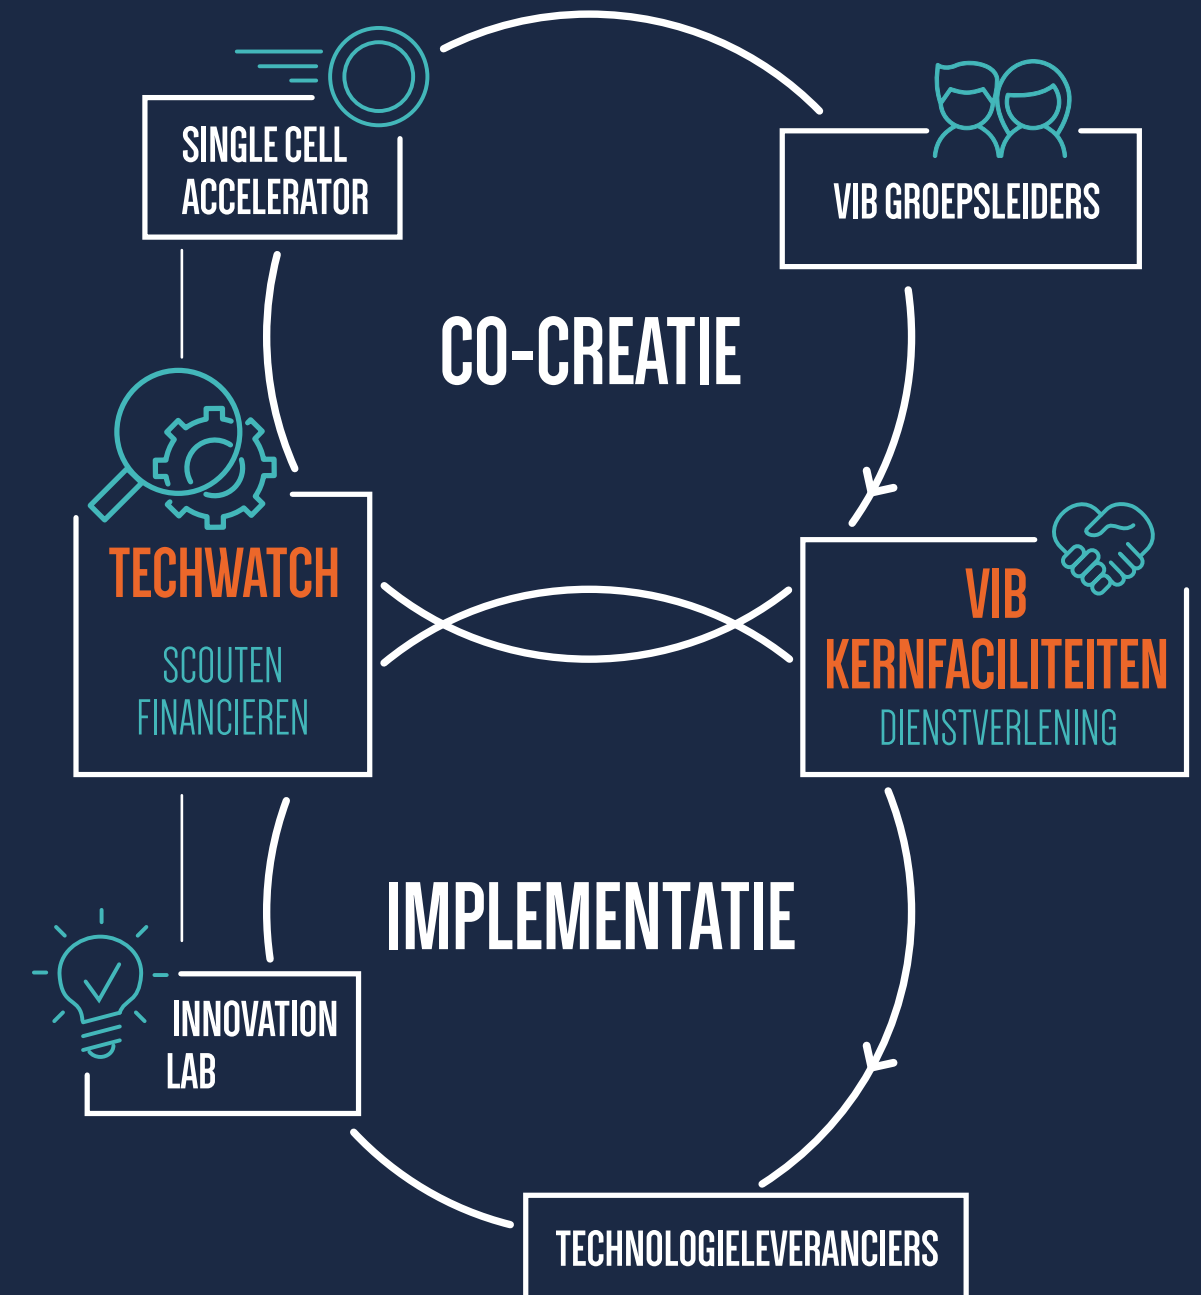 SINGLE CELL
ACCELERATOR
VIB GROEPSLEIDERS
CO-CREATIE
TECHWATCH
SCOUTEN
FINANCIEREN
VIB
KERNFACILITEITEN
DIENSTVERLENING
IMPLEMENTATIE
INNOVATION
LAB
TECHNOLOGIELEVERANCIERS